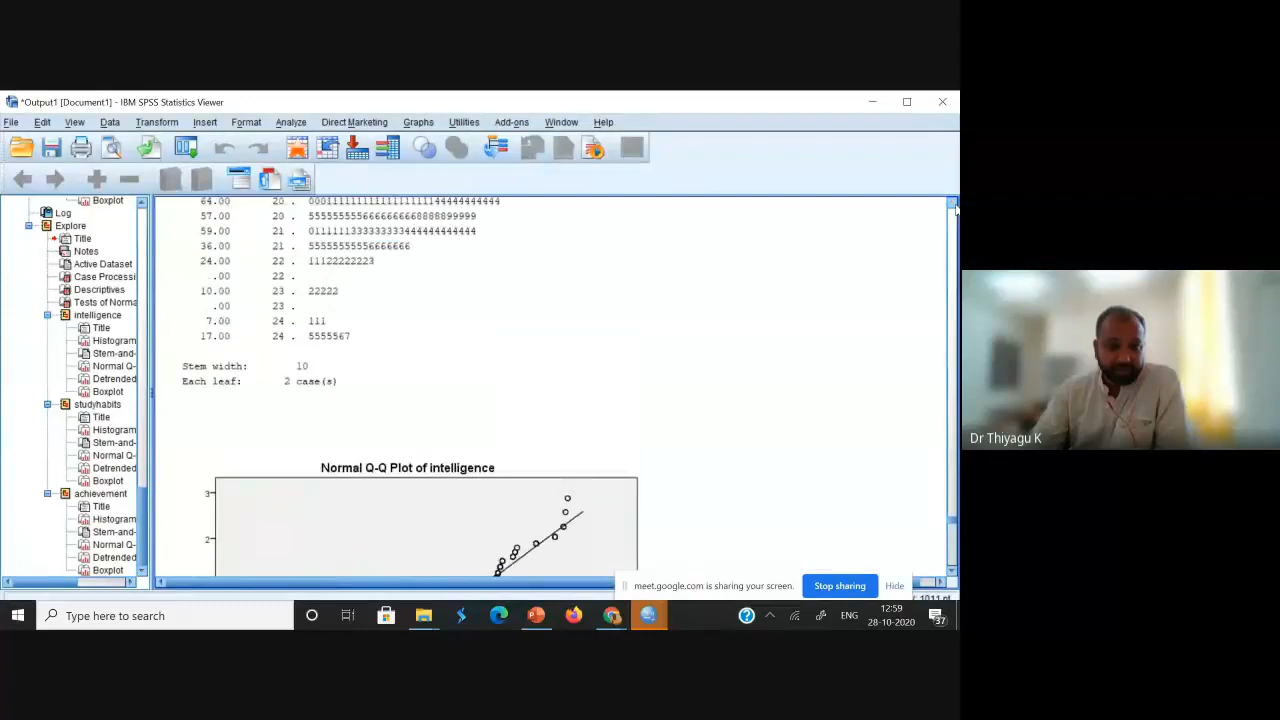 *Output1 [Document1] - IBM SPSS Statistics Viewer
File Edit View Data Transform Insert Format Analyze Direct Marketing Graphs Utilities Add-ons Window Help
Boxplot
Log
Explore
Title
Notes
Active Dataset
Case Processi
Descriptives
Tests of Norma
intelligence
Title
Histogram
Stem-and-
Normal Q-
Detrended
Boxplot
studyhabits
Title
Histogram
Stem-and-
Normal Q-
Detrended
Boxplot
achievement
Title
Histogram
Stem-and-
Normal Q-
Detrended
Boxplot
64.00 20 .
57.00 20 .
59.00 21 .
36.00 21 . 55555555556666666
24.00 22 . 11122222223
.00 22 .
10.00 23 . 22222
.00 23 .
7.00 24 . 111
17.00 24 . 5555567
Stem width: 10
Each leaf: 2 case(s)
Normal Q-Q Plot of intelligence
3
2
meet.google.com is sharing your screen. Stop sharing Hide
Type here to search
ENG
12:59
28-10-2020
37
Dr Thiyagu K